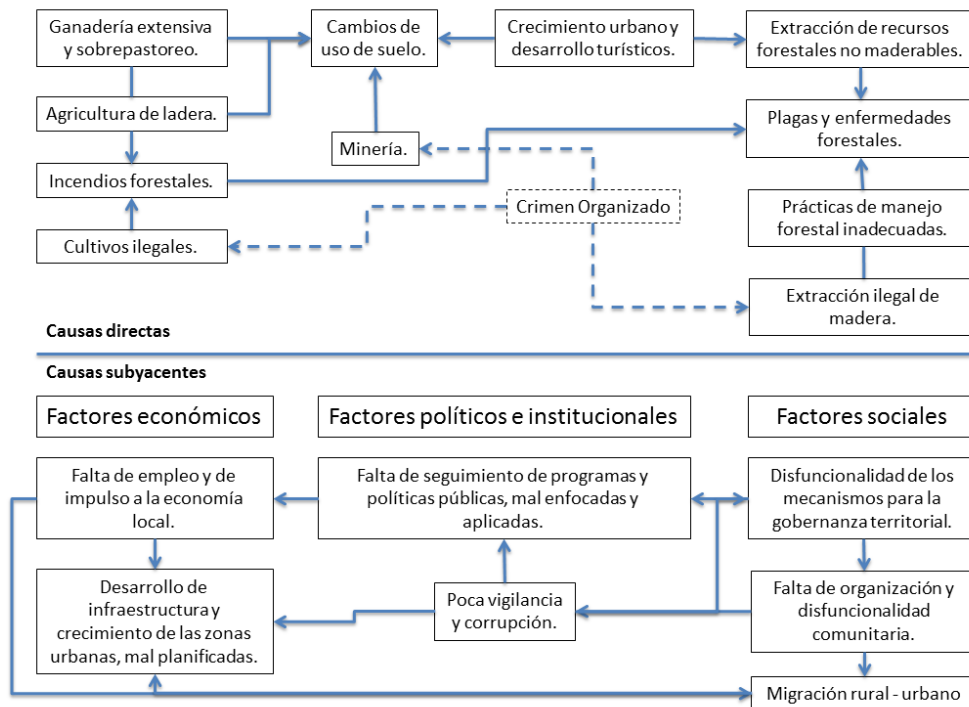 Ganadería extensiva
y sobrepastoreo.
Cambios de
uso de suelo.
Crecimiento urbano y
desarrollo turísticos.
Extracción de recursos
forestales no maderables.
Agricultura de ladera.
Minería.
Plagas y enfermedades
forestales.
Incendios forestales.
Crimen Organizado
Prácticas de manejo
forestal inadecuadas.
Cultivos ilegales.
Extracción ilegal de
madera.
Causas directas
Causas subyacentes
Factores económicos
Factores políticos e institucionales
Factores sociales
Falta de empleo y de
impulso a la economía
local.
Falta de seguimiento de programas y
políticas públicas, mal enfocadas y
aplicadas.
Disfuncionalidad de los
mecanismos para la
gobernanza territorial.
Desarrollo de
infraestructura y
crecimiento de las zonas
urbanas, mal planificadas.
Poca vigilancia
y corrupción.
Falta de organización y
disfuncionalidad
comunitaria.
Migración rural - urbano